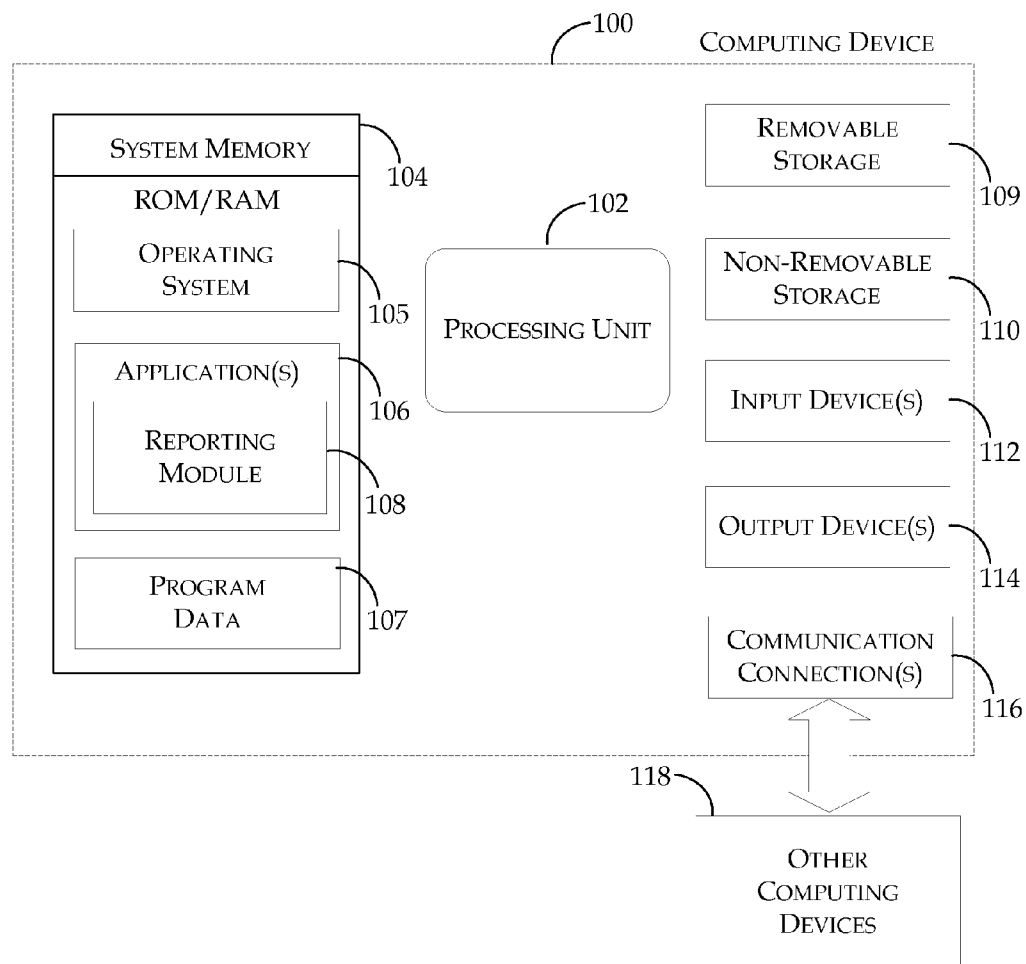 100
COMPUTING DEVICE
SYSTEM MEMORY
104
ROM/RAM
OPERATING
SYSTEM
105
APPLICATION(S)
106
REPORTING
MODULE
108
PROGRAM
DATA
107
102
PROCESSING UNIT
REMOVABLE
STORAGE
109
NON-REMOVABLE
STORAGE
110
INPUT DEVICE(S)
112
OUTPUT DEVICE(S)
114
COMMUNICATION
CONNECTION(S)
116
118
OTHER
COMPUTING
DEVICES